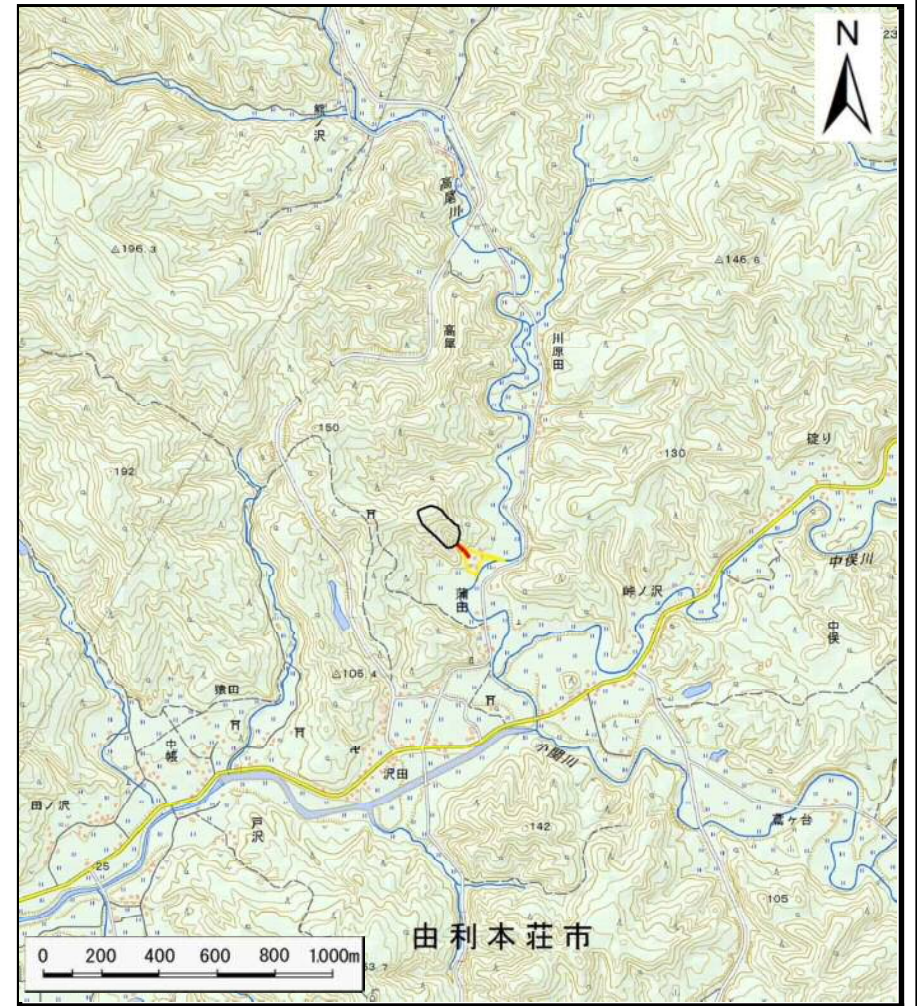 N
23
熊ノ沢
高尾川
△196.3
△146.6
高尾
川原田
150
碇り
130
192
中俣川
蒲田
峠ノ沢
中俣
△105.4
猿田
中帳
小関川
沢田
田ノ沢
戸沢
142
高ヶ台
25
105
由利本荘市
0 200 400 600 800 1.000m